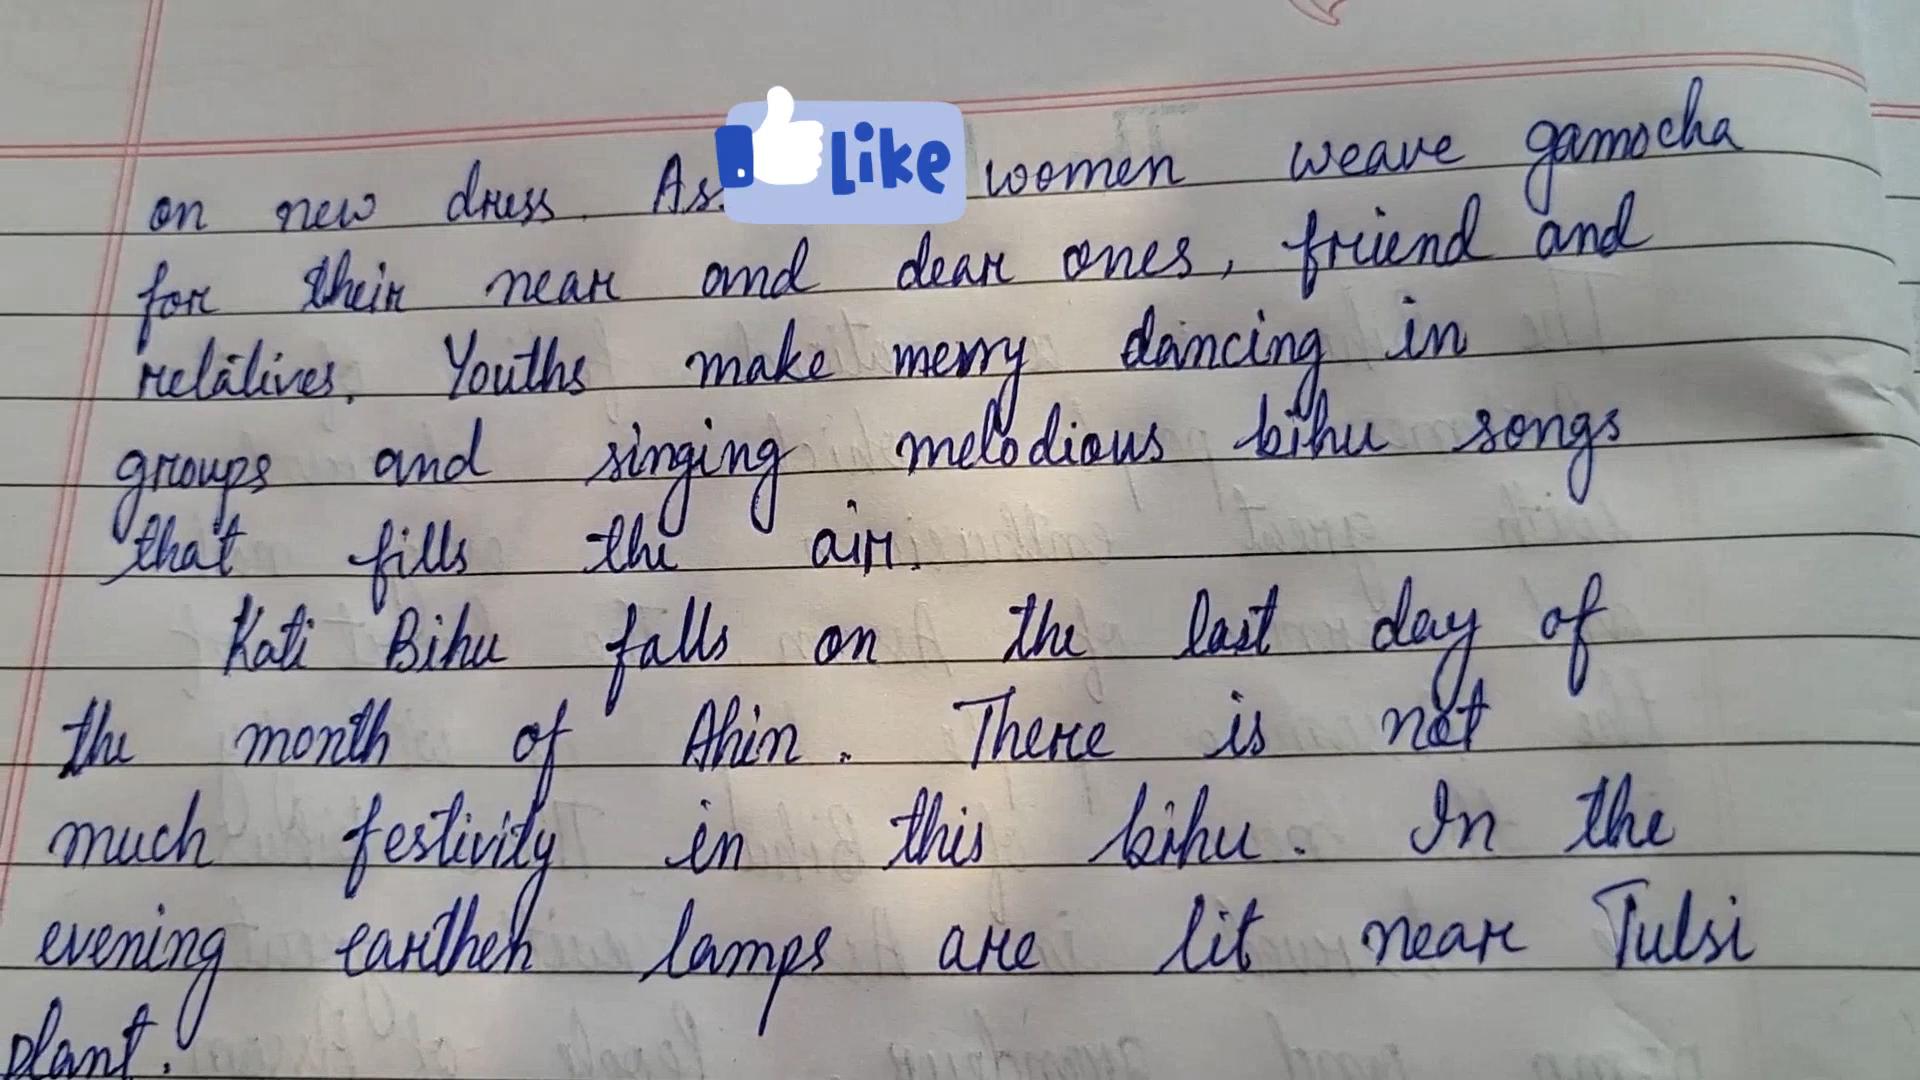 on new dress. As
Like
women weave gamocha
for their near and dear ones, friend and
relatives. Youths make merry dancing in
groups and singing melodious bihu songs
that fills the air.
Kati Bihu falls on the last day of
the month of Ahin. There is not
much festivity in this bihu. In the
evening earthen lamps are lit near Tulsi
plant.